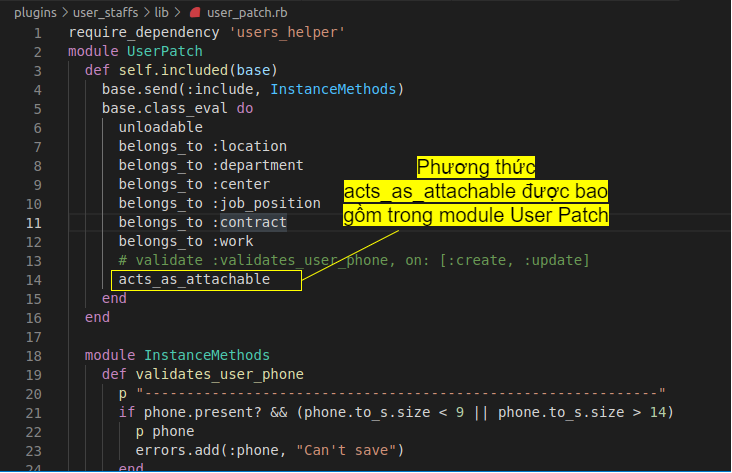 plugins > user_staffs > lib > user_patch.rb
1 require_dependency 'users_helper'
2 module UserPatch
3 def self.included(base)
4 base.send(:include, InstanceMethods)
5 base.class_eval do
6 unloadable
7 belongs_to :location
8 belongs_to :department
9 belongs_to :center
10 belongs_to :job_position
11 belongs_to :contract
12 belongs_to :work
13 # validate :validates_user_phone, on: [:create, :update]
14 acts_as_attachable
15 end
16 end
17
18 module InstanceMethods
19 def validates_user_phone
20 p "-------------------------------------------------------------"
21 if phone.present? && (phone.to_s.size < 9 || phone.to_s.size > 14)
22 p phone
23 errors.add(:phone, "Can't save")
24 end
Phương thức
acts_as_attachable được bao
gồm trong module User Patch